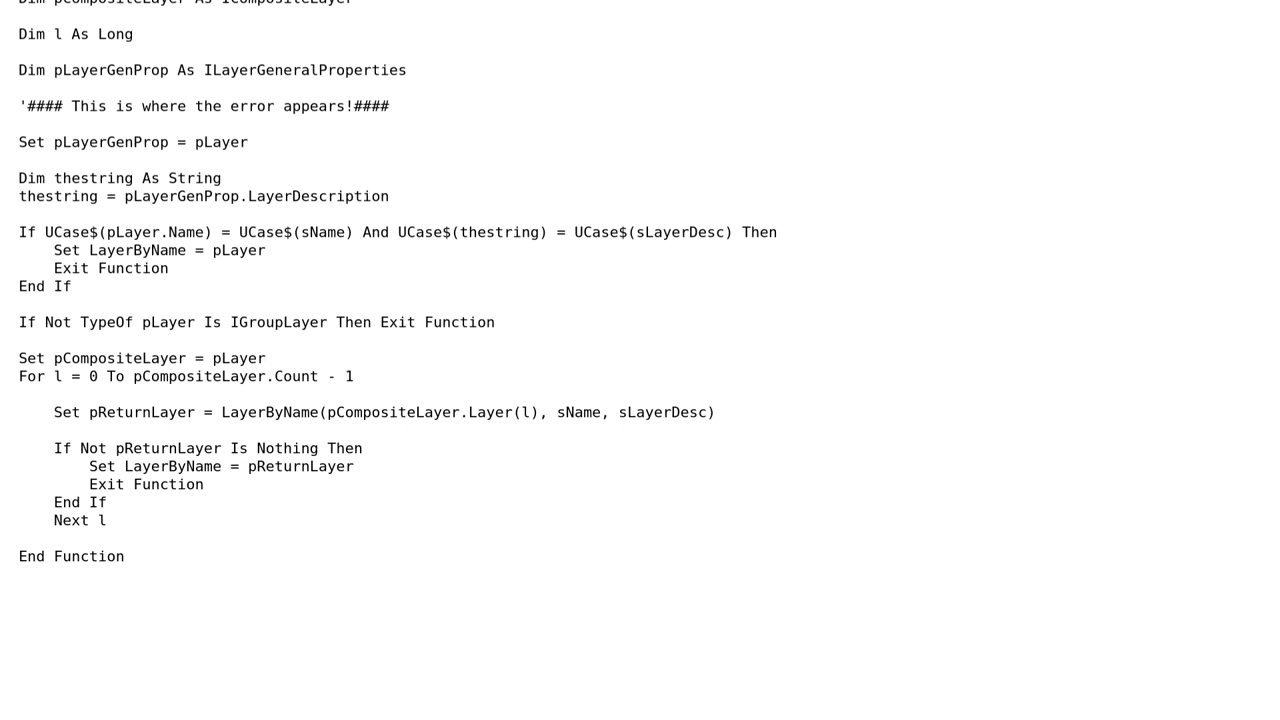 Dim pCompositeLayer As ICompositeLayer
Dim l As Long
Dim pLayerGenProp As ILayerGeneralProperties
'#### This is where the error appears!####
Set pLayerGenProp = pLayer
Dim thestring As String
thestring = pLayerGenProp.LayerDescription
If UCase$(pLayer.Name) = UCase$(sName) And UCase$(thestring) = UCase$(sLayerDesc) Then
    Set LayerByName = pLayer
    Exit Function
End If
If Not TypeOf pLayer Is IGroupLayer Then Exit Function
Set pCompositeLayer = pLayer
For l = 0 To pCompositeLayer.Count - 1
    Set pReturnLayer = LayerByName(pCompositeLayer.Layer(l), sName, sLayerDesc)
    If Not pReturnLayer Is Nothing Then
        Set LayerByName = pReturnLayer
        Exit Function
    End If
    Next l
End Function